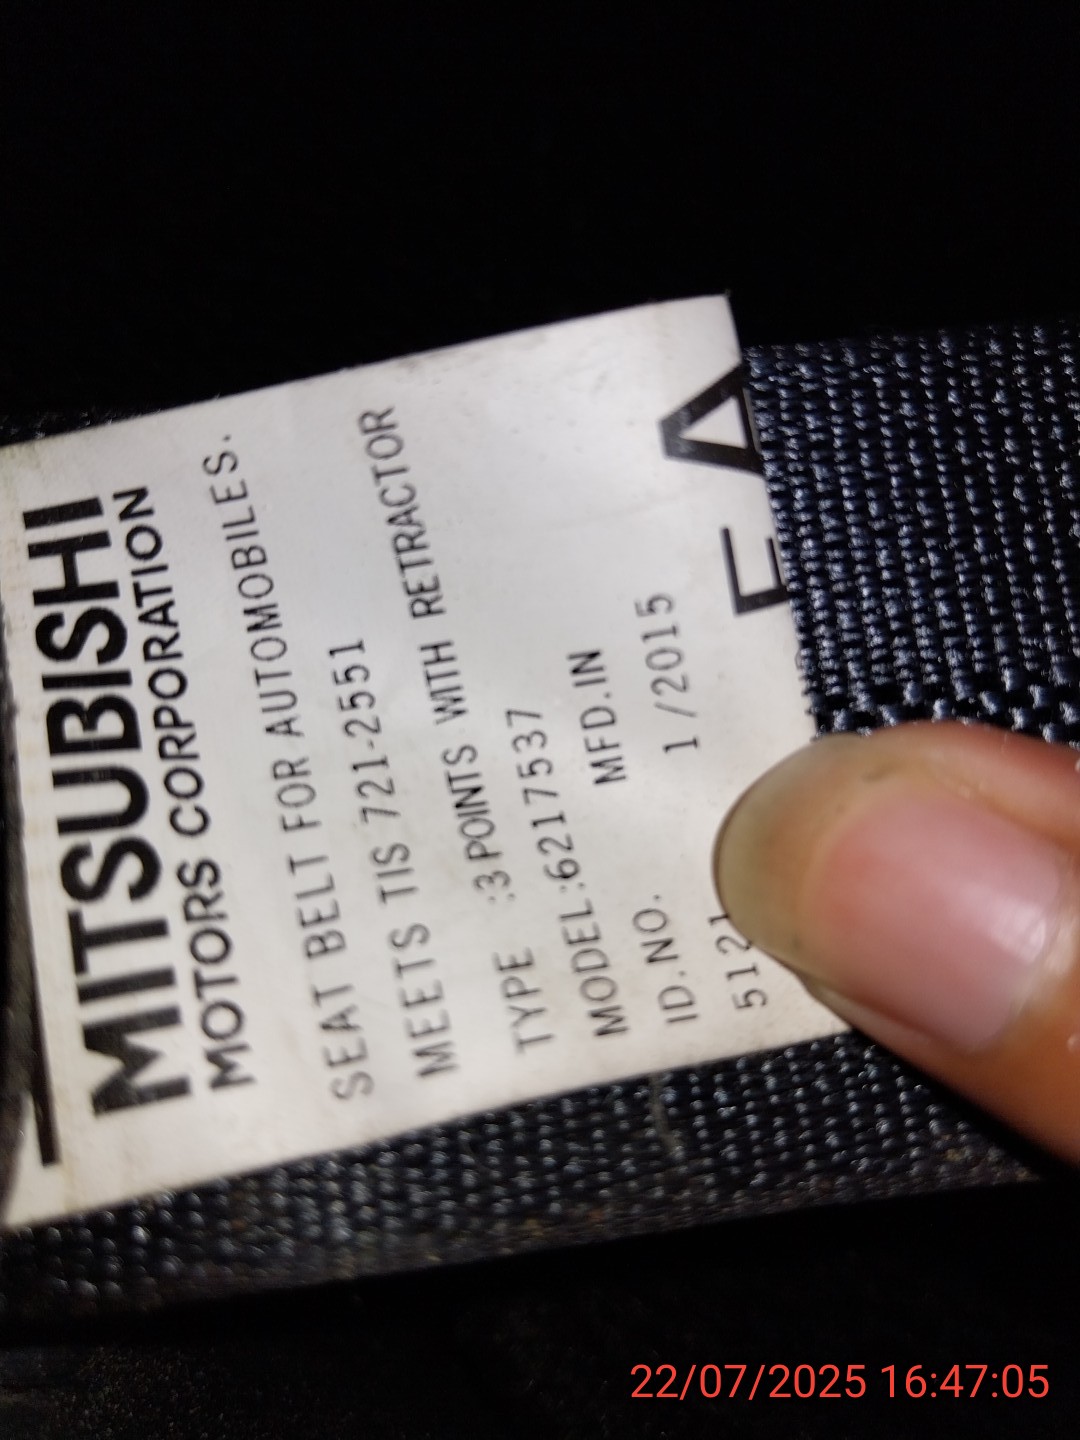 MITSUBISHI
MOTORS CORPORATION
SEAT BELT FOR AUTOMOBILES.
MEETS TIS 721-2551
TYPE :3 POINTS WITH RETRACTOR
MODEL:6217537
ID.NO. MFD.IN
5121 1/2015
22/07/2025 16:47:05